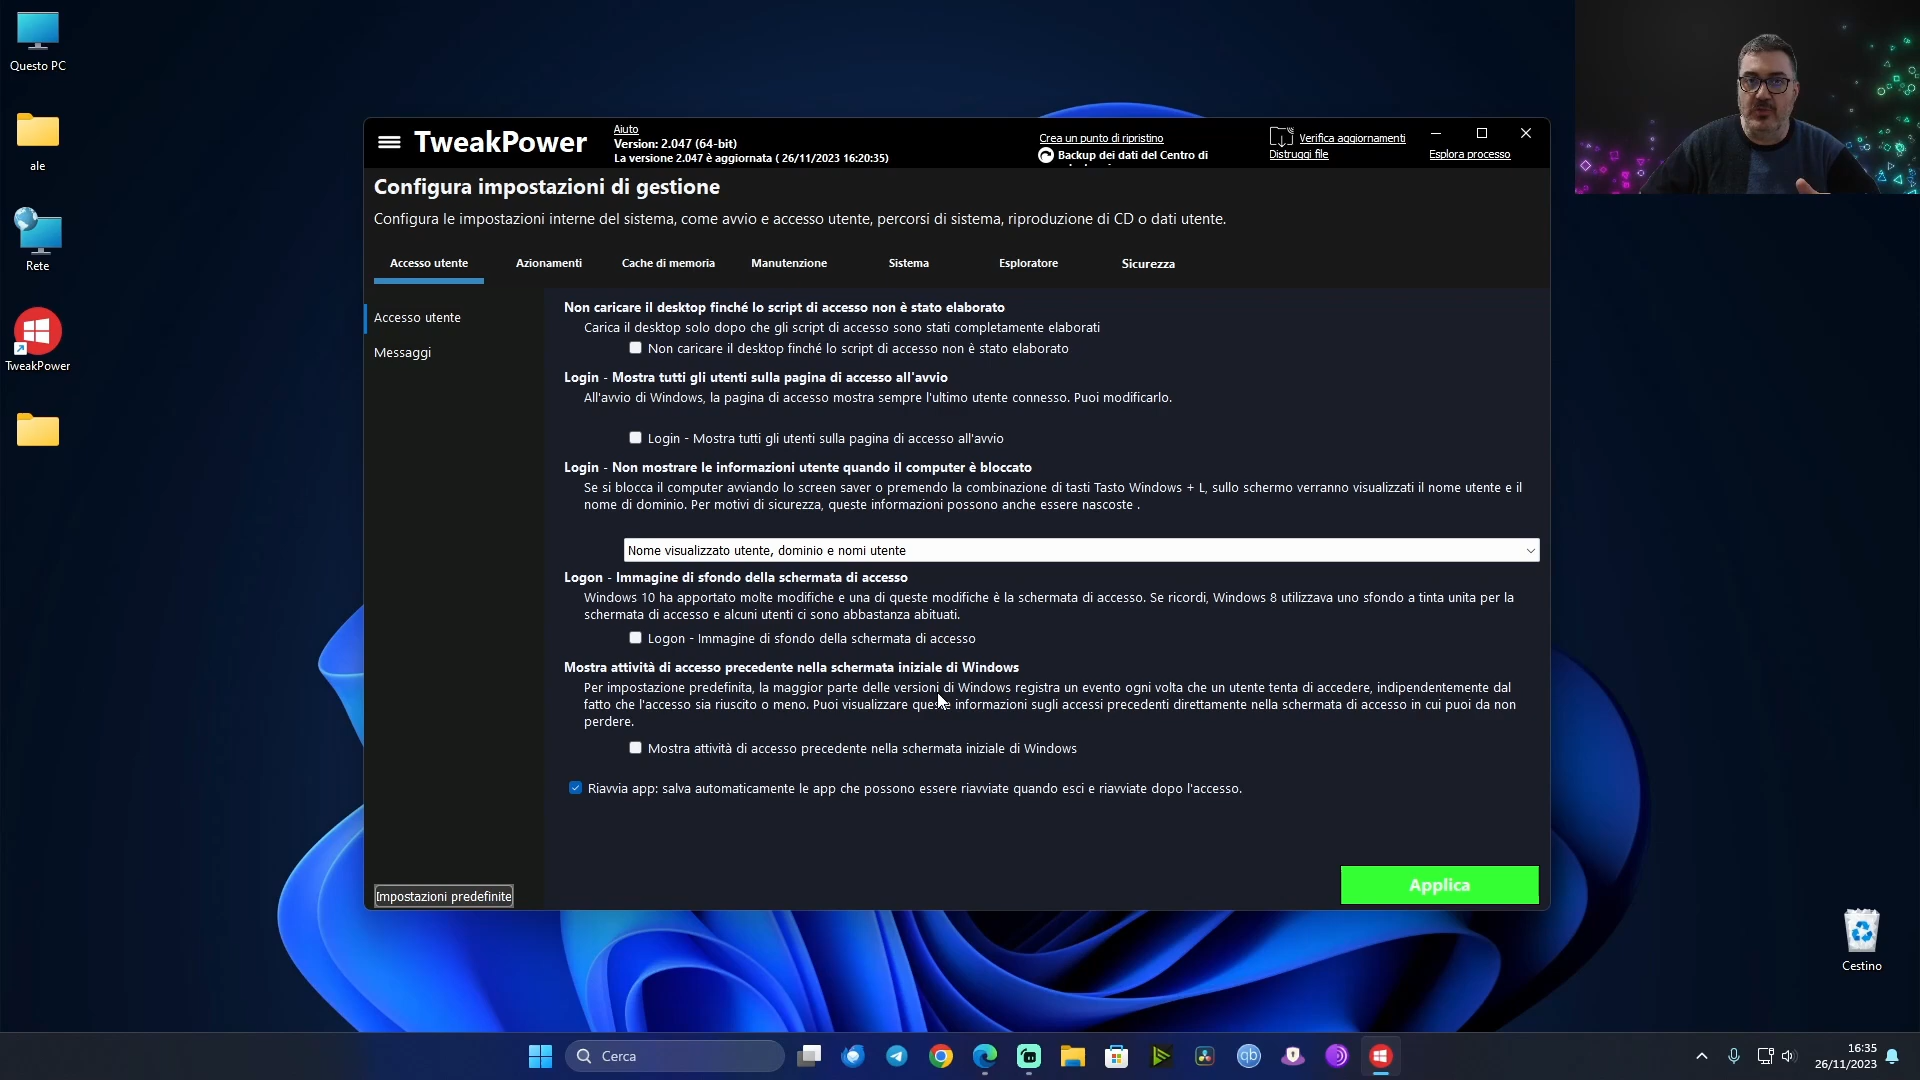 Questo PC
ale
Rete
TweakPower
TweakPower
Aiuto
Version: 2.047 (64-bit)
La versione 2.047 è aggiornata ( 26/11/2023 16:20:35)
Crea un punto di ripristino
Backup dei dati del Centro di
Verifica aggiornamenti
Distruggi file
Esplora processo
Configura impostazioni di gestione
Configura le impostazioni interne del sistema, come avvio e accesso utente, percorsi di sistema, riproduzione di CD o dati utente.
Accesso utente
Azionamenti
Cache di memoria
Manutenzione
Sistema
Esploratore
Sicurezza
Accesso utente
Messaggi
Non caricare il desktop finché lo script di accesso non è stato elaborato
Carica il desktop solo dopo che gli script di accesso sono stati completamente elaborati
Non caricare il desktop finché lo script di accesso non è stato elaborato
Login - Mostra tutti gli utenti sulla pagina di accesso all'avvio
All'avvio di Windows, la pagina di accesso mostra sempre l'ultimo utente connesso. Puoi modificarlo.
Login - Mostra tutti gli utenti sulla pagina di accesso all'avvio
Login - Non mostrare le informazioni utente quando il computer è bloccato
Se si blocca il computer avviando lo screen saver o premendo la combinazione di tasti Tasto Windows + L, sullo schermo verranno visualizzati il nome utente e il
nome di dominio. Per motivi di sicurezza, queste informazioni possono anche essere nascoste .
Nome visualizzato utente, dominio e nomi utente
Logon - Immagine di sfondo della schermata di accesso
Windows 10 ha apportato molte modifiche e una di queste modifiche è la schermata di accesso. Se ricordi, Windows 8 utilizzava uno sfondo a tinta unita per la
schermata di accesso e alcuni utenti ci sono abbastanza abituati.
Logon - Immagine di sfondo della schermata di accesso
Mostra attività di accesso precedente nella schermata iniziale di Windows
Per impostazione predefinita, la maggior parte delle versioni di Windows registra un evento ogni volta che un utente tenta di accedere, indipendentemente dal
fatto che l'accesso sia riuscito o meno. Puoi visualizzare queste informazioni sugli accessi precedenti direttamente nella schermata di accesso in cui puoi da non
perdere.
Mostra attività di accesso precedente nella schermata iniziale di Windows
Riavvia app: salva automaticamente le app che possono essere riavviate quando esci e riavviate dopo l'accesso.
Impostazioni predefinite
Applica
Cestino
Cerca
qb
16:35
26/11/2023